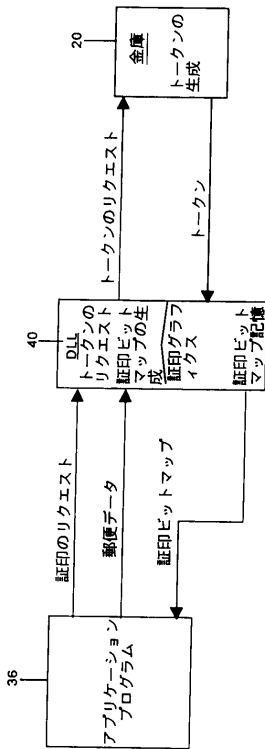 36
アプリケーション
プログラム
証印のリクエスト
郵便データ
証印ビットマップ
40
DLL
トークンの
リクエスト
証印ビット
マップの生
成
証印グラフ
ィクス
証印ビット
マップ記憶
トークンのリクエスト
トークン
20
金庫
トークンの
生成